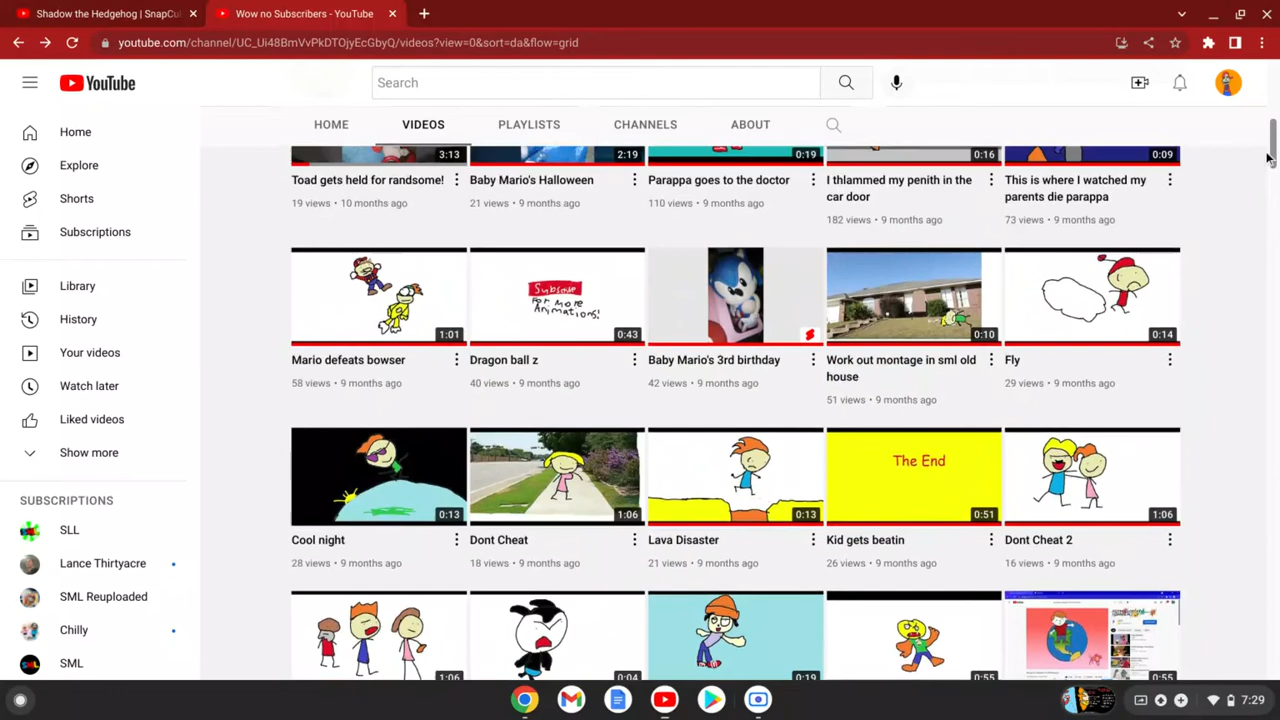 Shadow the Hedgehog | SnapCu
Wow no Subscribers - YouTube
youtube.com/channel/UC_Ui48BmVvPkDTOjyEcGbyQ/videos?view=0&sort=da&flow=grid
YouTube
Search
HOME VIDEOS PLAYLISTS CHANNELS ABOUT
Home
Explore
Shorts
Subscriptions
Library
History
Your videos
Watch later
Liked videos
Show more
SUBSCRIPTIONS
SLL
Lance Thirtyacre
SML Reuploaded
Chilly
SML
3:13
Toad gets held for randsome!
19 views • 10 months ago
2:19
Baby Mario's Halloween
21 views • 9 months ago
0:19
Parappa goes to the doctor
110 views • 9 months ago
0:16
I thlammed my penith in the
car door
182 views • 9 months ago
0:09
This is where I watched my
parents die parappa
73 views • 9 months ago
1:01
Mario defeats bowser
58 views • 9 months ago
Subscribe
For more
Animations!
0:43
Dragon ball z
40 views • 9 months ago
Baby Mario's 3rd birthday
42 views • 9 months ago
0:10
Work out montage in sml old
house
51 views • 9 months ago
0:14
Fly
29 views • 9 months ago
0:13
Cool night
28 views • 9 months ago
1:06
Dont Cheat
18 views • 9 months ago
0:13
Lava Disaster
21 views • 9 months ago
The End
0:51
Kid gets beatin
26 views • 9 months ago
1:06
Dont Cheat 2
16 views • 9 months ago
1:06
0:04
0:19
0:55
0:55
7:29